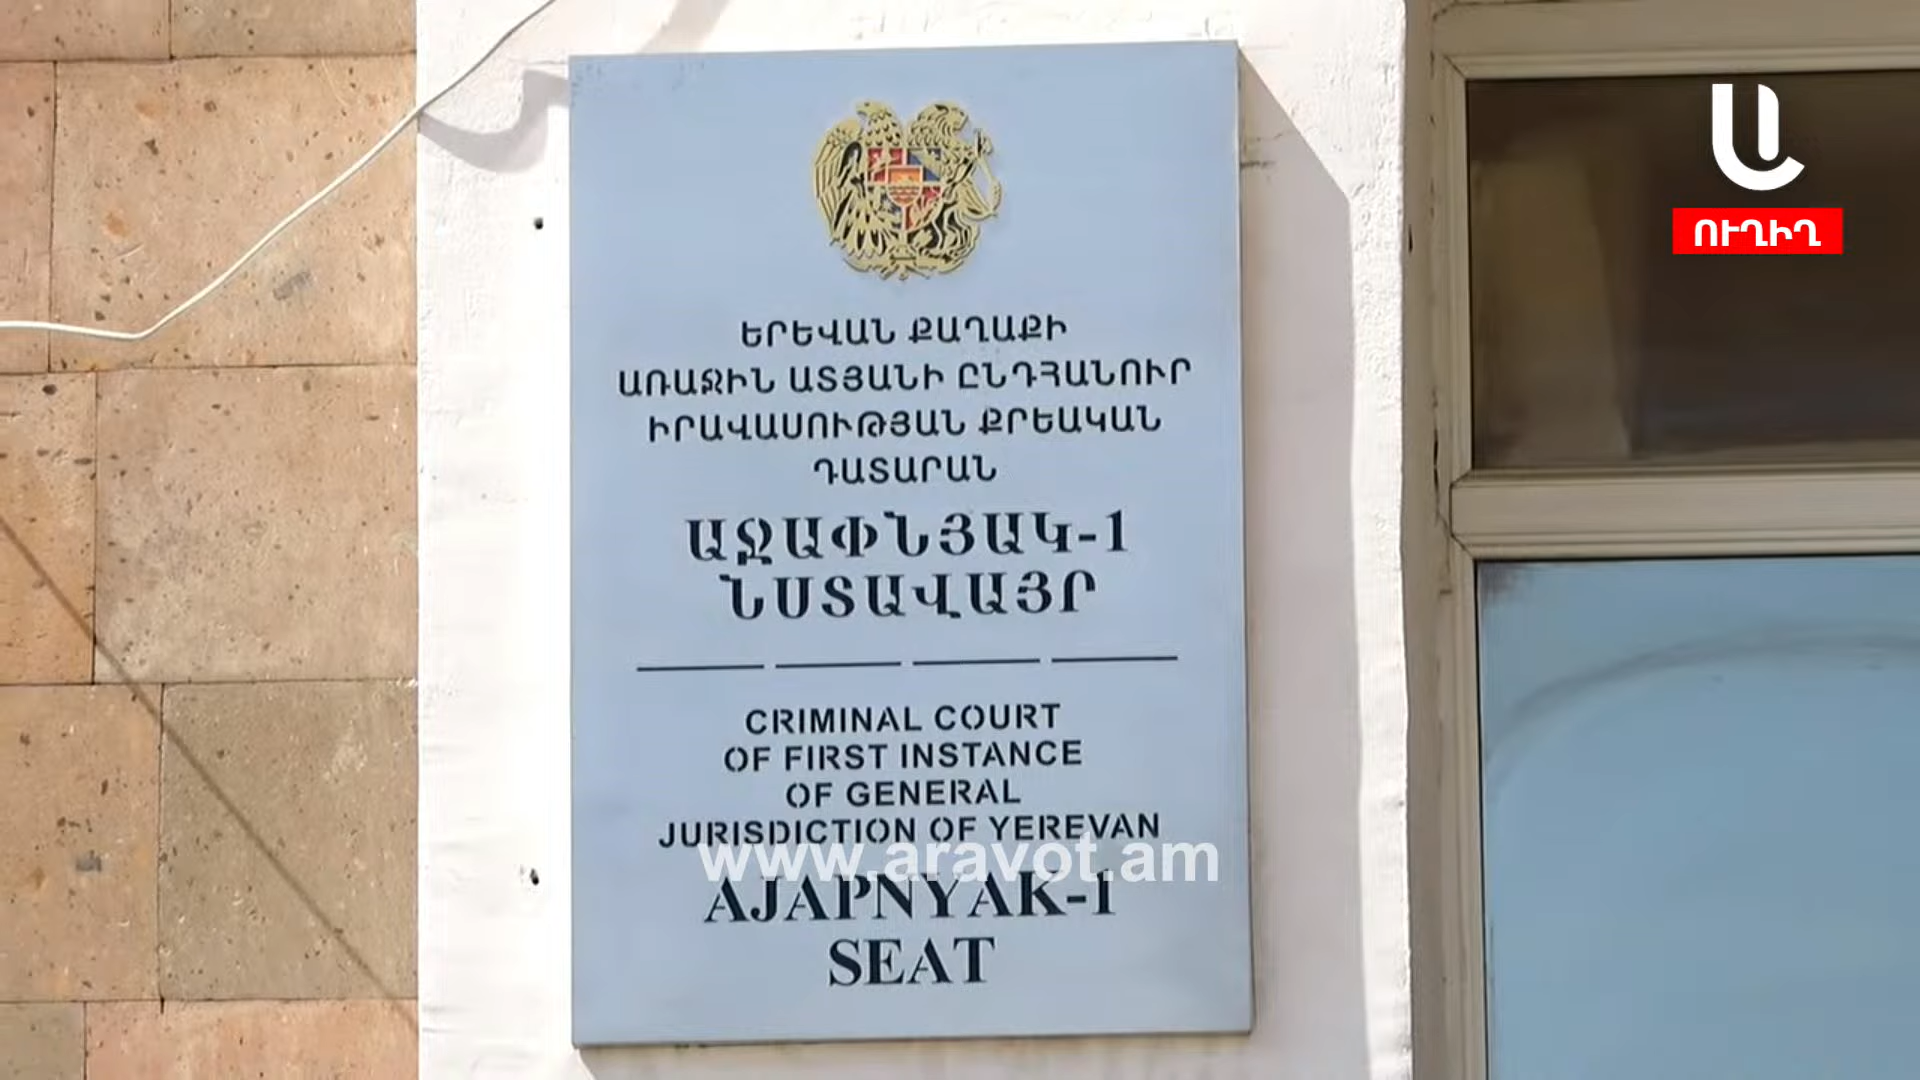 ՈՒՂԻՂ
ԵՐԵՎԱՆ ՔԱՂԱՔԻ
ԱՌԱՋԻՆ ԱՏՅԱՆԻ ԸՆԴՀԱՆՈՒՐ
ԻՐԱՎԱՍՈՒԹՅԱՆ ՔՐԵԱԿԱՆ
ԴԱՏԱՐԱՆ
ԱՋԱՓՆՅԱԿ-1
ՆՍՏԱՎԱՅՐ
CRIMINAL COURT
OF FIRST INSTANCE
OF GENERAL
JURISDICTION OF YEREVAN
www.aravot.am
AJAPNYAK-1
SEAT